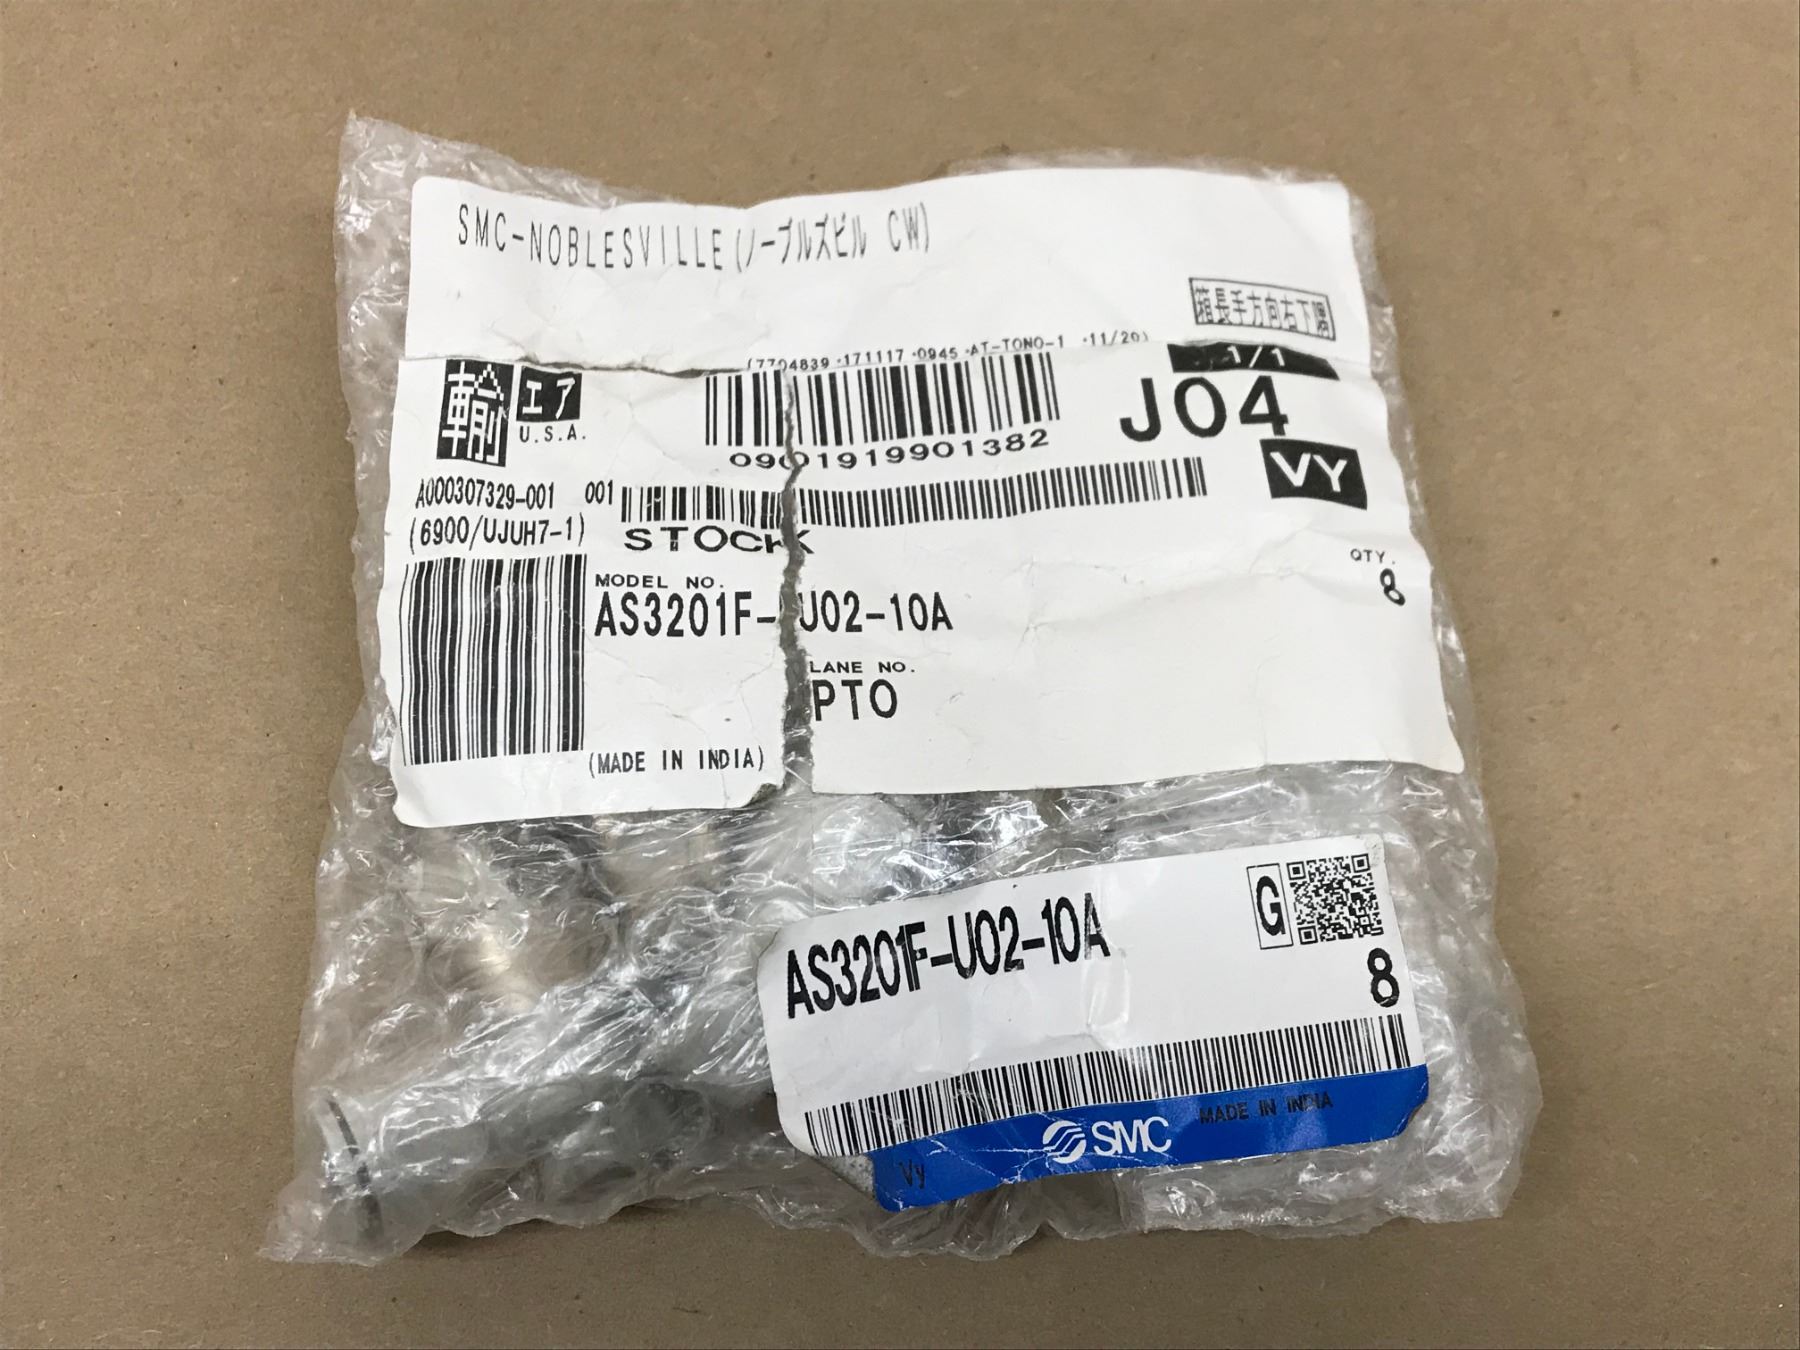 SMC-NOBLESVILLE(ノーブルズビル CW)
箱長手方向右下隅
(7704839 ·171117 ·0945 ·AT-TONO-1 ·11/20)
1/1
輸別 エア
U.S.A.
J04
0901919901382
VY
A000307329-001 001
(6900/UJUH7-1)
STOCK
QTY.
8
MODEL NO.
AS3201F-U02-10A
LANE NO.
PTO
(MADE IN INDIA)
AS3201F-U02-10A
G
8
SMC MADE IN INDIA
Vy